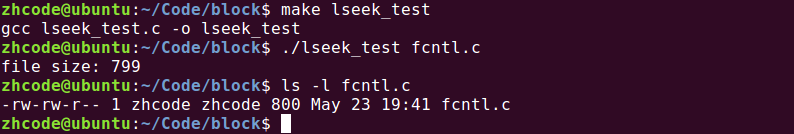 zhcode@ubuntu:~/Code/block$ make lseek_test
gcc lseek_test.c -o lseek_test
zhcode@ubuntu:~/Code/block$ ./lseek_test fcntl.c
file size: 799
zhcode@ubuntu:~/Code/block$ ls -l fcntl.c
-rw-rw-r-- 1 zhcode zhcode 800 May 23 19:41 fcntl.c
zhcode@ubuntu:~/Code/block$